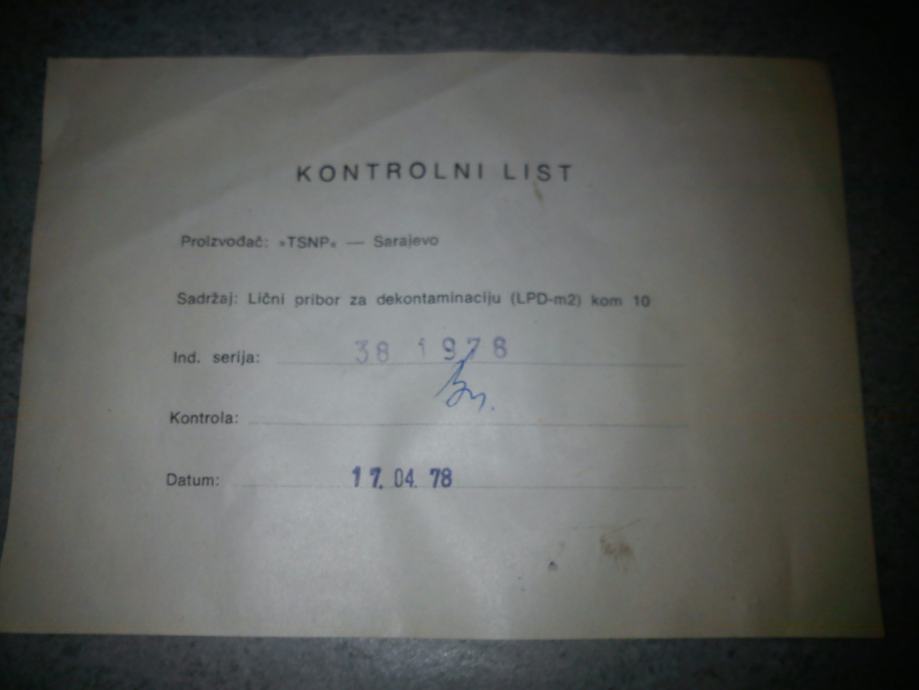 KONTROLNI LIST
Proizvođač: »TSNP« — Sarajevo
Sadržaj: Lični pribor za dekontaminaciju (LPD-m2) kom 10
Ind. serija: 38 1978
Kontrola:
Datum: 17. 04. 78